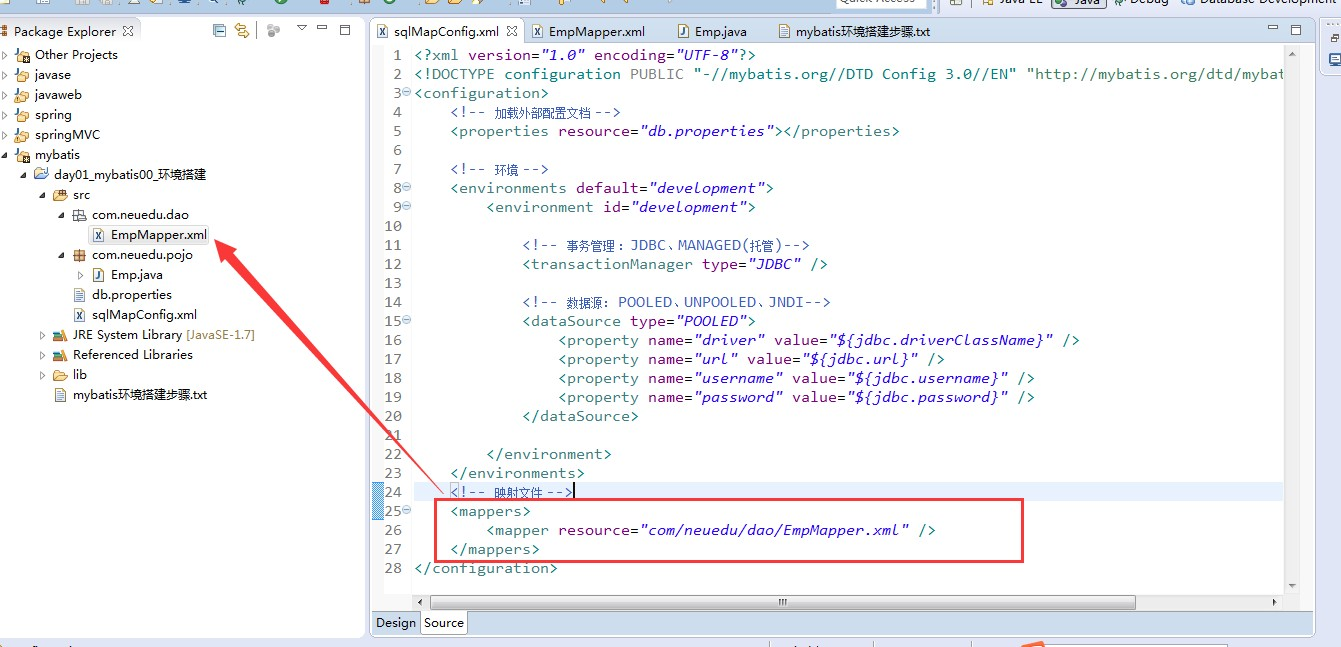 Quick Access
Java EE
Java
Debug
Database Development
Package Explorer
Other Projects
javase
javaweb
spring
springMVC
mybatis
day01_mybatis00_环境搭建
src
com.neuedu.dao
EmpMapper.xml
com.neuedu.pojo
Emp.java
db.properties
sqlMapConfig.xml
JRE System Library [JavaSE-1.7]
Referenced Libraries
lib
mybatis环境搭建步骤.txt
sqlMapConfig.xml
EmpMapper.xml
Emp.java
mybatis环境搭建步骤.txt
1 <?xml version="1.0" encoding="UTF-8"?>
2 <!DOCTYPE configuration PUBLIC "-//mybatis.org//DTD Config 3.0//EN" "http://mybatis.org/dtd/mybat
3 <configuration>
4 <!-- 加载外部配置文档 -->
5 <properties resource="db.properties"></properties>
6
7 <!-- 环境 -->
8 <environments default="development">
9 <environment id="development">
10
11 <!-- 事务管理：JDBC、MANAGED(托管)-->
12 <transactionManager type="JDBC" />
13
14 <!-- 数据源：POOLED、UNPOOLED、JNDI-->
15 <dataSource type="POOLED">
16 <property name="driver" value="${jdbc.driverClassName}" />
17 <property name="url" value="${jdbc.url}" />
18 <property name="username" value="${jdbc.username}" />
19 <property name="password" value="${jdbc.password}" />
20 </dataSource>
21
22 </environment>
23 </environments>
24 <!-- 映射文件 -->
25 <mappers>
26 <mapper resource="com/neuedu/dao/EmpMapper.xml" />
27 </mappers>
28 </configuration>
Design
Source